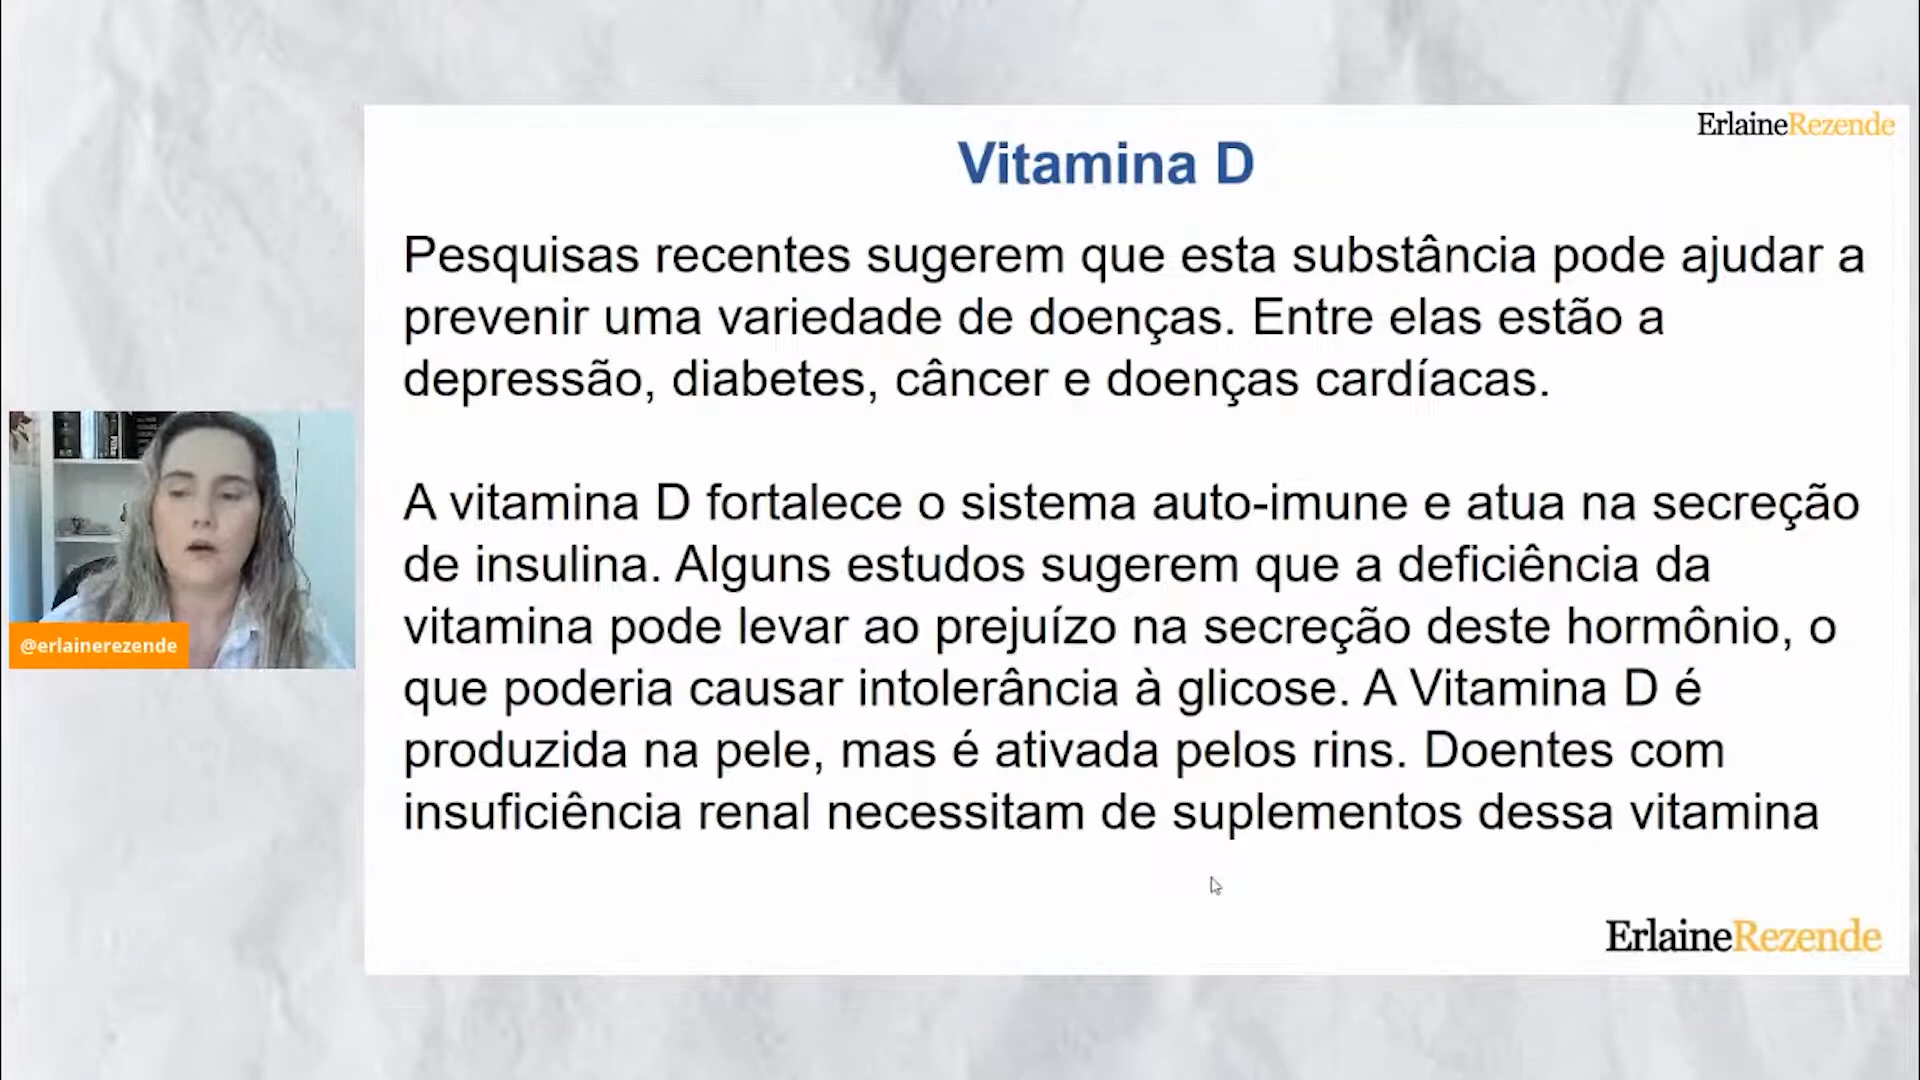 ErlaineRezende
Vitamina D
Pesquisas recentes sugerem que esta substância pode ajudar a
prevenir uma variedade de doenças. Entre elas estão a
depressão, diabetes, câncer e doenças cardíacas.
A vitamina D fortalece o sistema auto-imune e atua na secreção
de insulina. Alguns estudos sugerem que a deficiência da
vitamina pode levar ao prejuízo na secreção deste hormônio, o
que poderia causar intolerância à glicose. A Vitamina D é
produzida na pele, mas é ativada pelos rins. Doentes com
insuficiência renal necessitam de suplementos dessa vitamina
@erlainerezende
ErlaineRezende